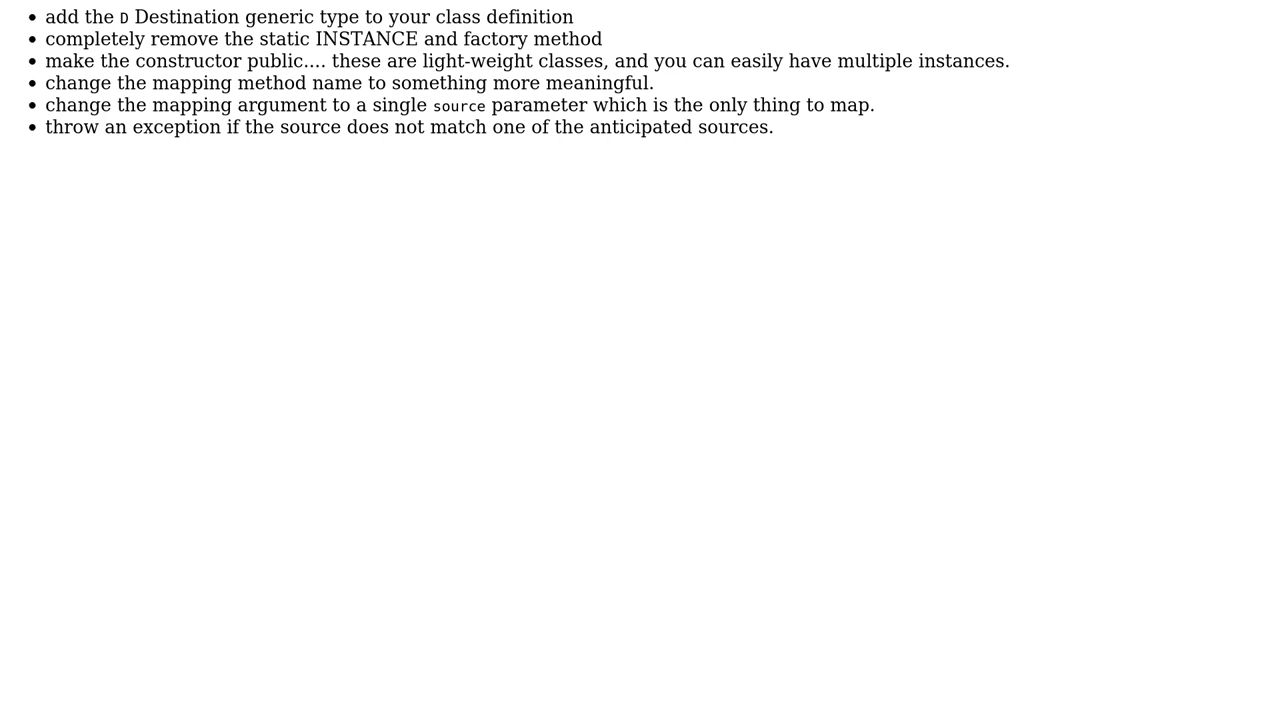 • add the D Destination generic type to your class definition
• completely remove the static INSTANCE and factory method
• make the constructor public.... these are light-weight classes, and you can easily have multiple instances.
• change the mapping method name to something more meaningful.
• change the mapping argument to a single source parameter which is the only thing to map.
• throw an exception if the source does not match one of the anticipated sources.